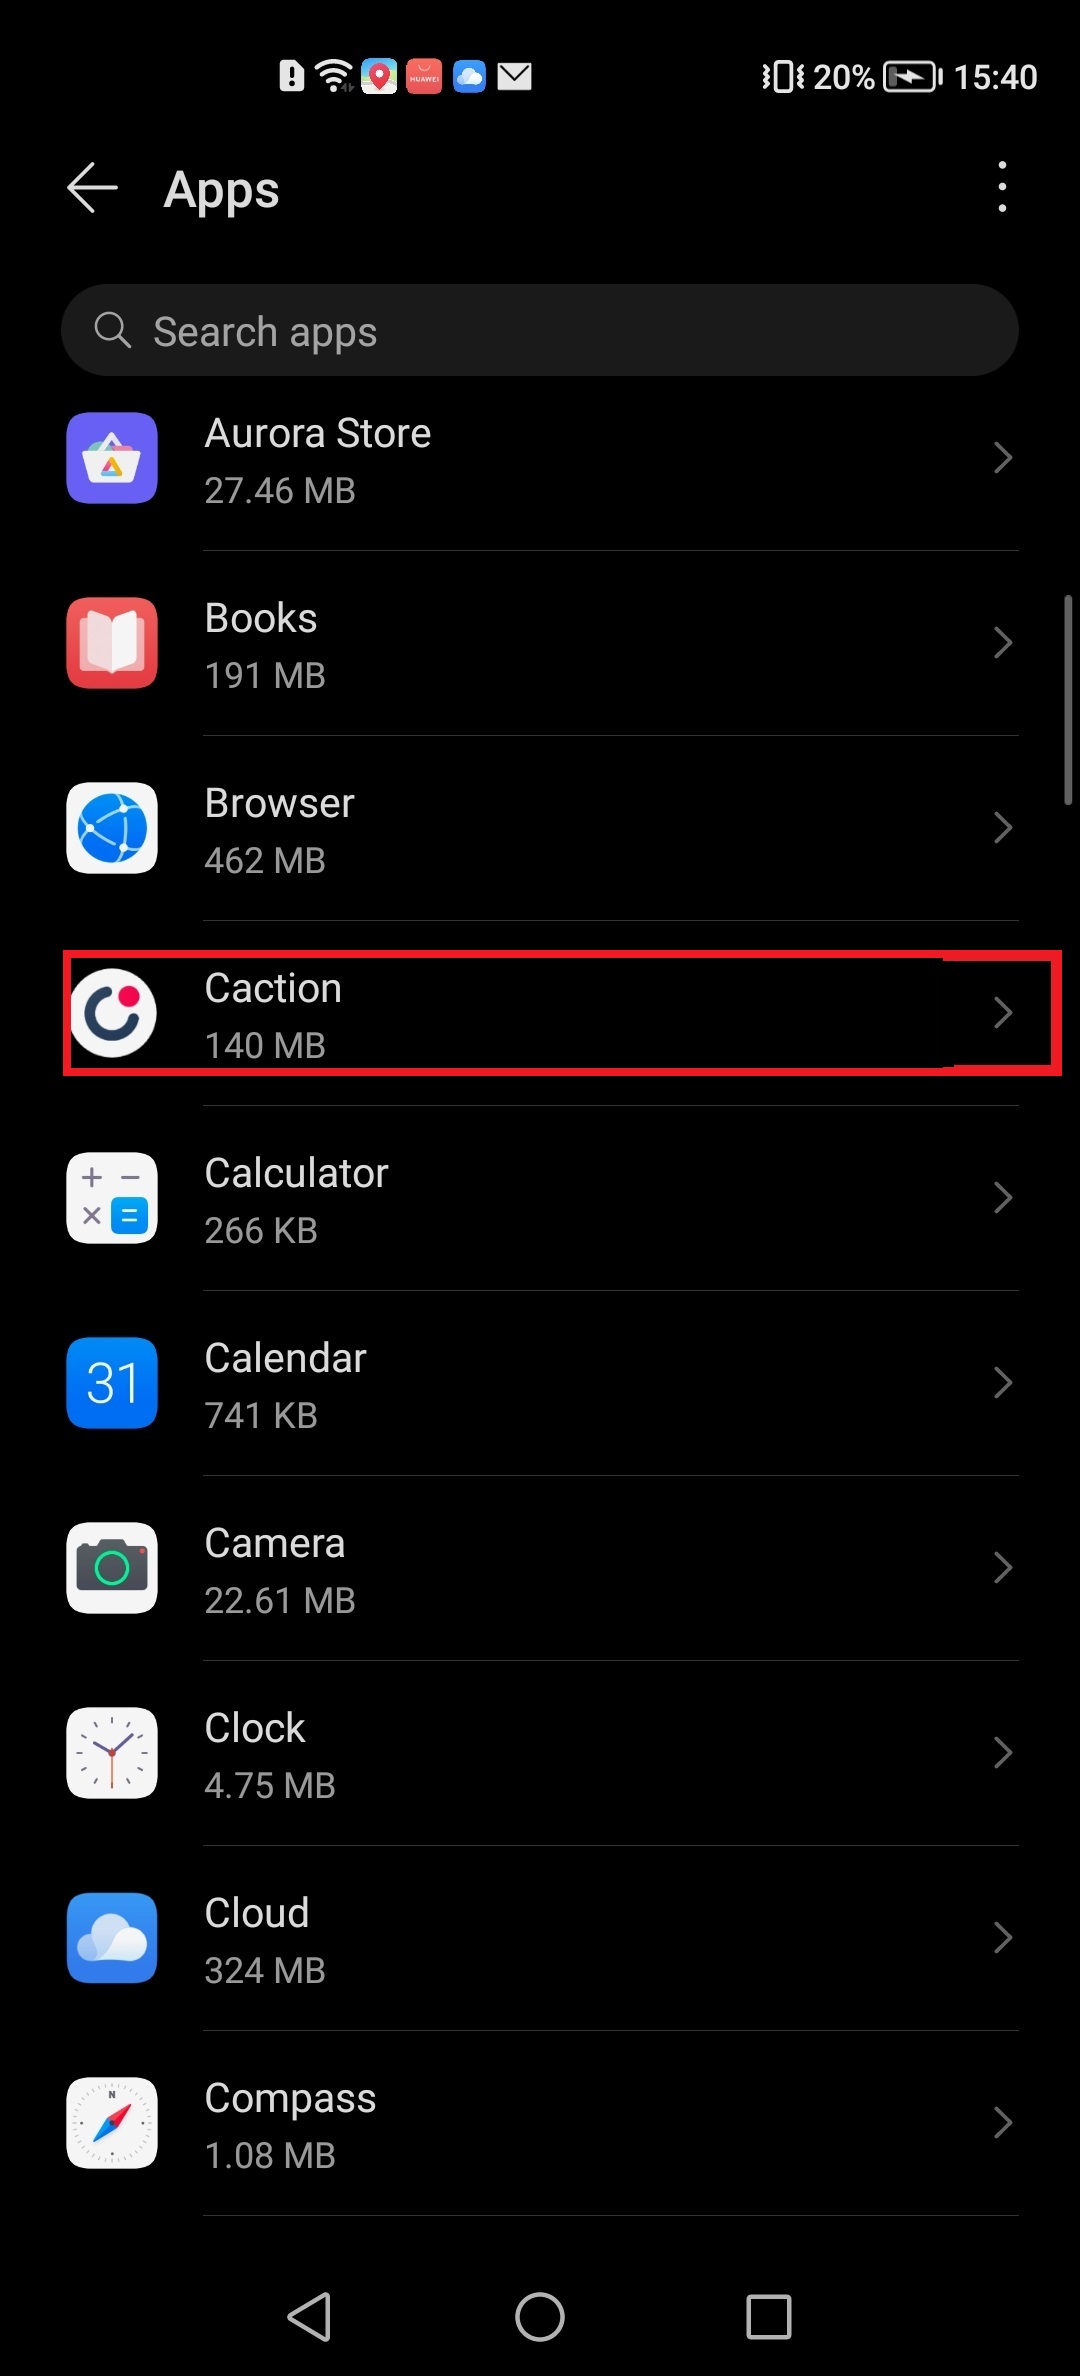 20% 15:40
HUAWEI
Apps
Search apps
Aurora Store
27.46 MB
Books
191 MB
Browser
462 MB
Caction
140 MB
Calculator
266 KB
31
Calendar
741 KB
Camera
22.61 MB
Clock
4.75 MB
Cloud
324 MB
N
Compass
1.08 MB